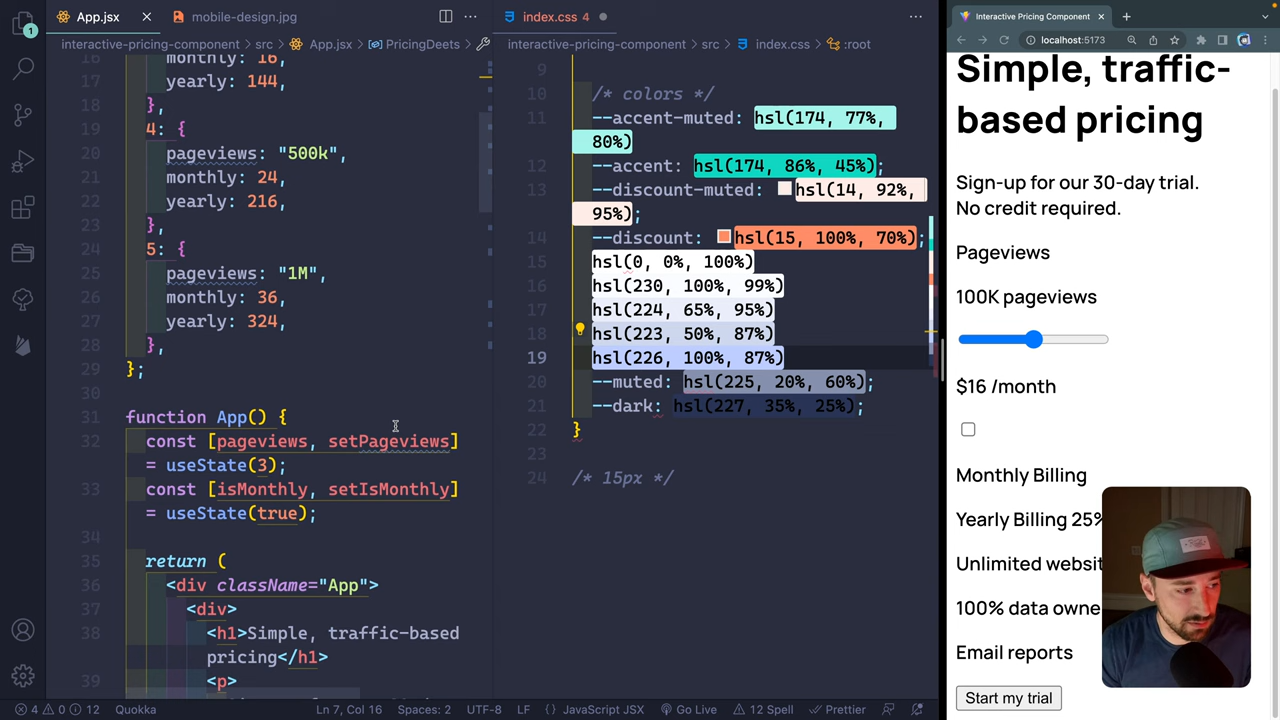 App.jsx
mobile-design.jpg
interactive-pricing-component > src > App.jsx > PricingDeets
16 monthly: 16,
17 yearly: 144,
18 },
19 4: {
20 pageviews: "500k",
21 monthly: 24,
22 yearly: 216,
23 },
24 5: {
25 pageviews: "1M",
26 monthly: 36,
27 yearly: 324,
28 },
29 };
30
31 function App() {
32 const [pageviews, setPageviews]
= useState(3);
33 const [isMonthly, setIsMonthly]
= useState(true);
34
35 return (
36 <div className="App">
37 <div>
38 <h1>Simple, traffic-based
pricing</h1>
39 <p>
index.css 4
interactive-pricing-component > src > index.css > :root
9
10 /* colors */
11 --accent-muted: hsl(174, 77%,
80%)
12 --accent: hsl(174, 86%, 45%);
13 --discount-muted: hsl(14, 92%,
95%);
14 --discount: hsl(15, 100%, 70%);
15 hsl(0, 0%, 100%)
16 hsl(230, 100%, 99%)
17 hsl(224, 65%, 95%)
18 hsl(223, 50%, 87%)
19 hsl(226, 100%, 87%)
20 --muted: hsl(225, 20%, 60%);
21 --dark: hsl(227, 35%, 25%);
22 }
23
24 /* 15px */
Interactive Pricing Component
localhost:5173
Simple, traffic-
based pricing
Sign-up for our 30-day trial.
No credit required.
Pageviews
100K pageviews
$16 /month
Monthly Billing
Yearly Billing 25%
Unlimited websit
100% data owne
Email reports
Start my trial
1
4 0 12 Quokka Ln 7, Col 16 Spaces: 2 UTF-8 LF {} JavaScript JSX Go Live 12 Spell Prettier